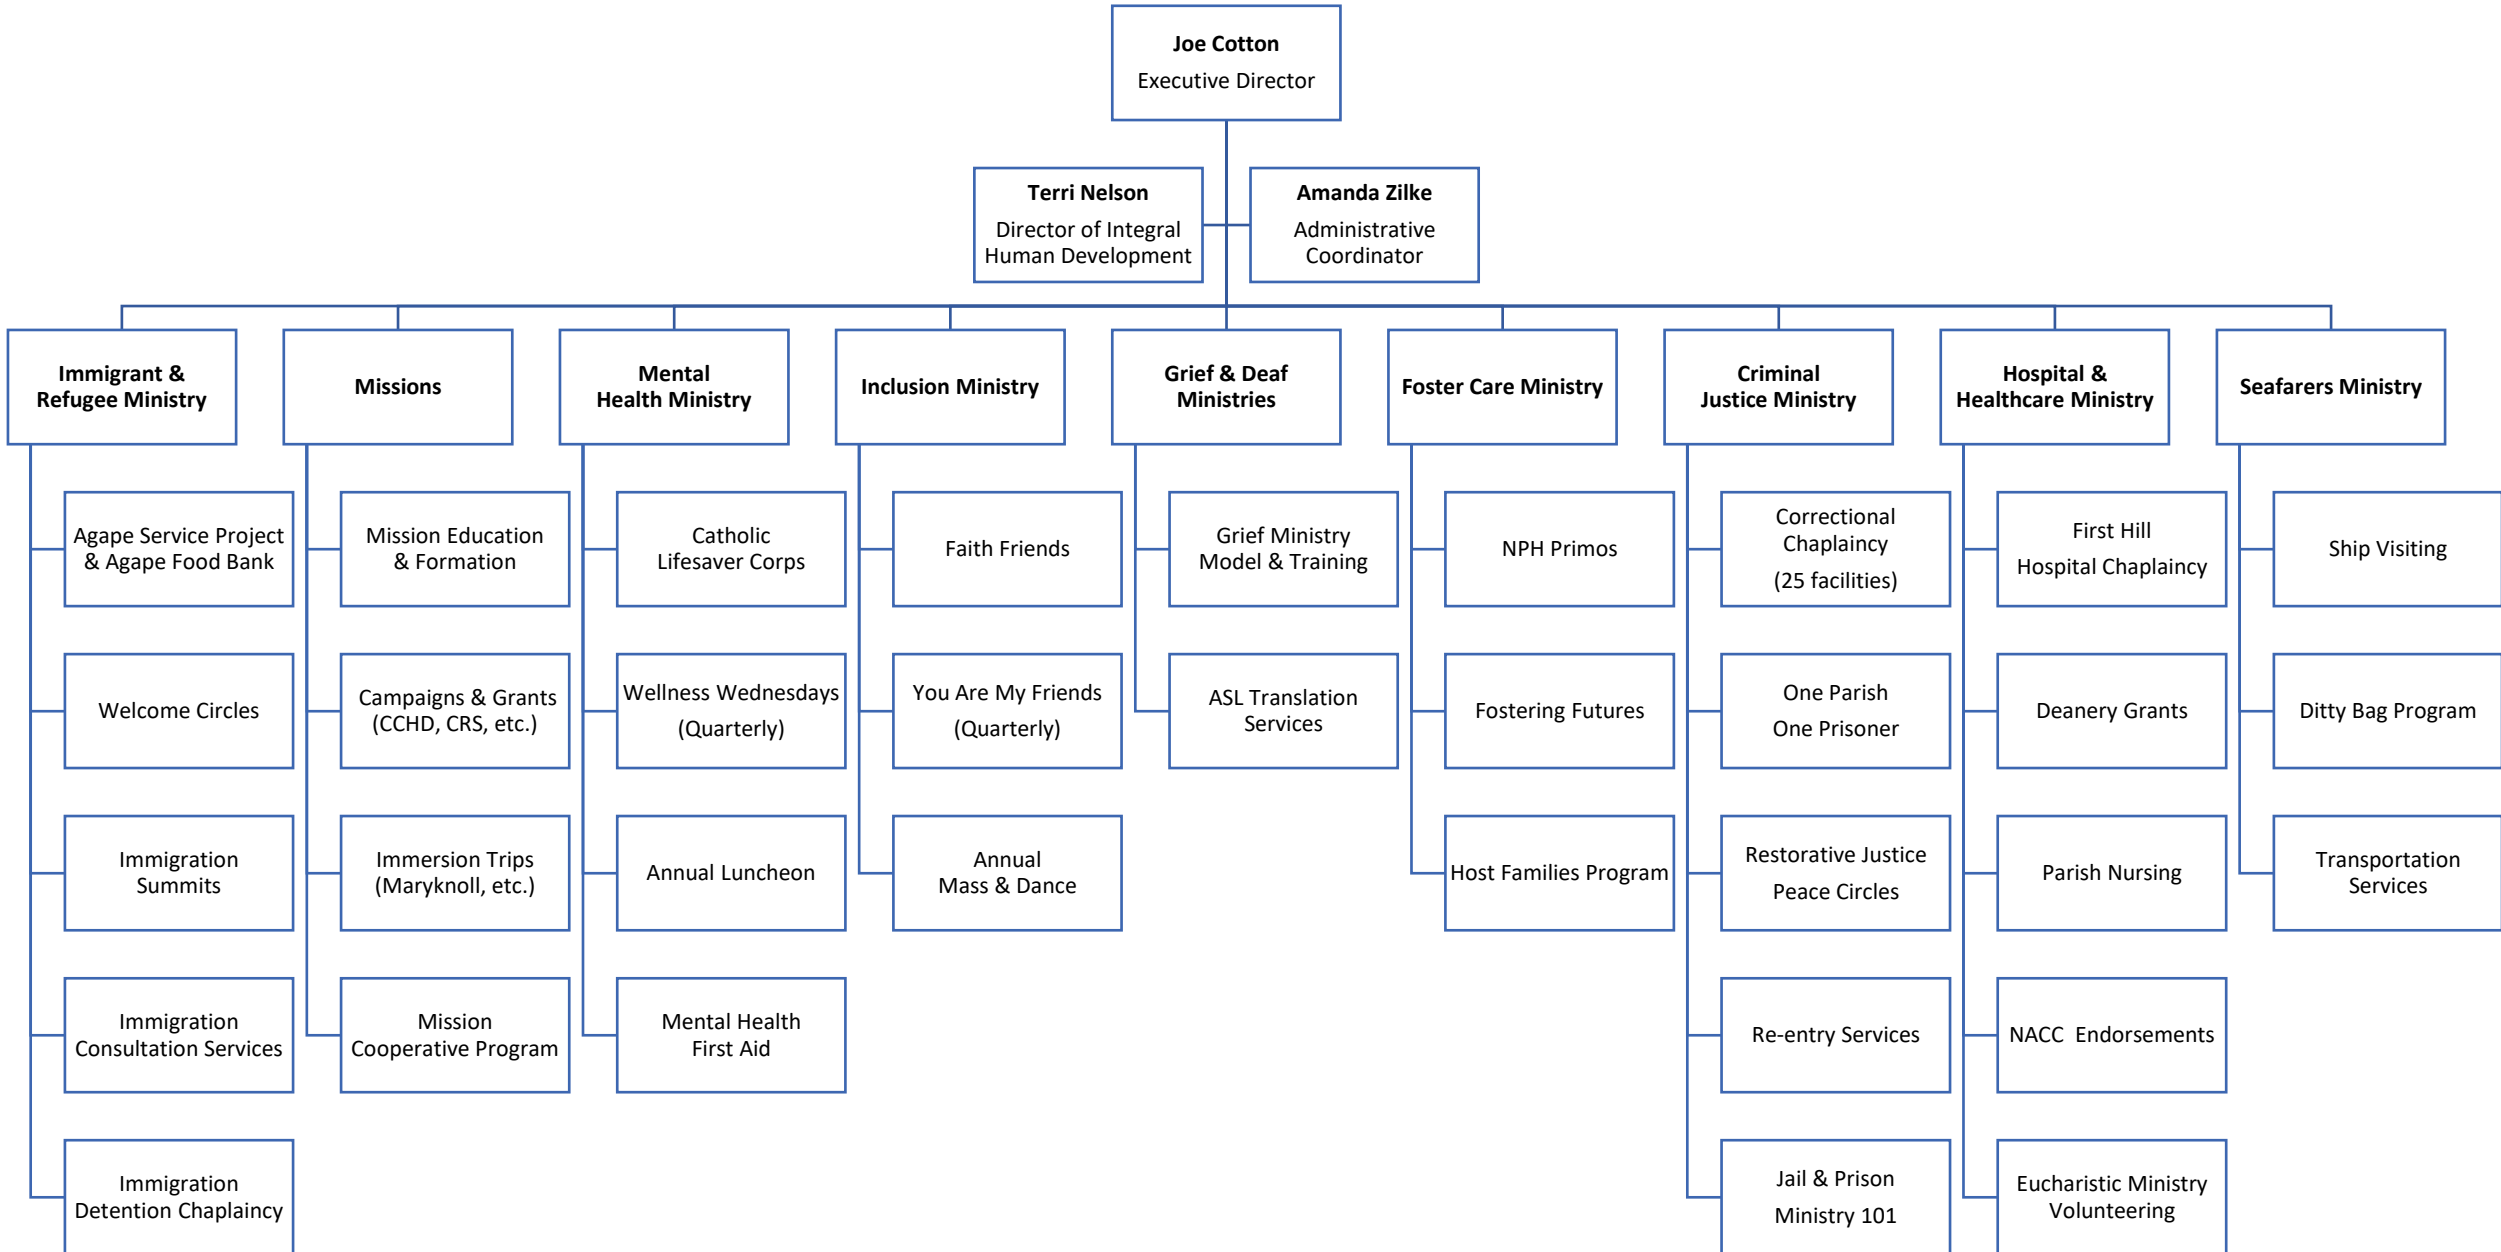 Joe Cotton
Executive Director
Terri Nelson
Director of Integral
Human Development
Amanda Zilke
Administrative
Coordinator
Immigrant &
Refugee Ministry
Agape Service Project
& Agape Food Bank
Welcome Circles
Immigration
Summits
Immigration
Consultation Services
Immigration
Detention Chaplaincy
Missions
Mission Education
& Formation
Campaigns & Grants
(CCHD, CRS, etc.)
Immersion Trips
(Maryknoll, etc.)
Mission
Cooperative Program
Mental
Health Ministry
Catholic
Lifesaver Corps
Wellness Wednesdays
(Quarterly)
Annual Luncheon
Mental Health
First Aid
Inclusion Ministry
Faith Friends
You Are My Friends
(Quarterly)
Annual
Mass & Dance
Grief & Deaf
Ministries
Grief Ministry
Model & Training
ASL Translation
Services
Foster Care Ministry
NPH Primos
Fostering Futures
Host Families Program
Criminal
Justice Ministry
Correctional
Chaplaincy
(25 facilities)
One Parish
One Prisoner
Restorative Justice
Peace Circles
Re-entry Services
Jail & Prison
Ministry 101
Hospital &
Healthcare Ministry
First Hill
Hospital Chaplaincy
Deanery Grants
Parish Nursing
NACC  Endorsements
Eucharistic Ministry
Volunteering
Seafarers Ministry
Ship Visiting
Ditty Bag Program
Transportation
Services